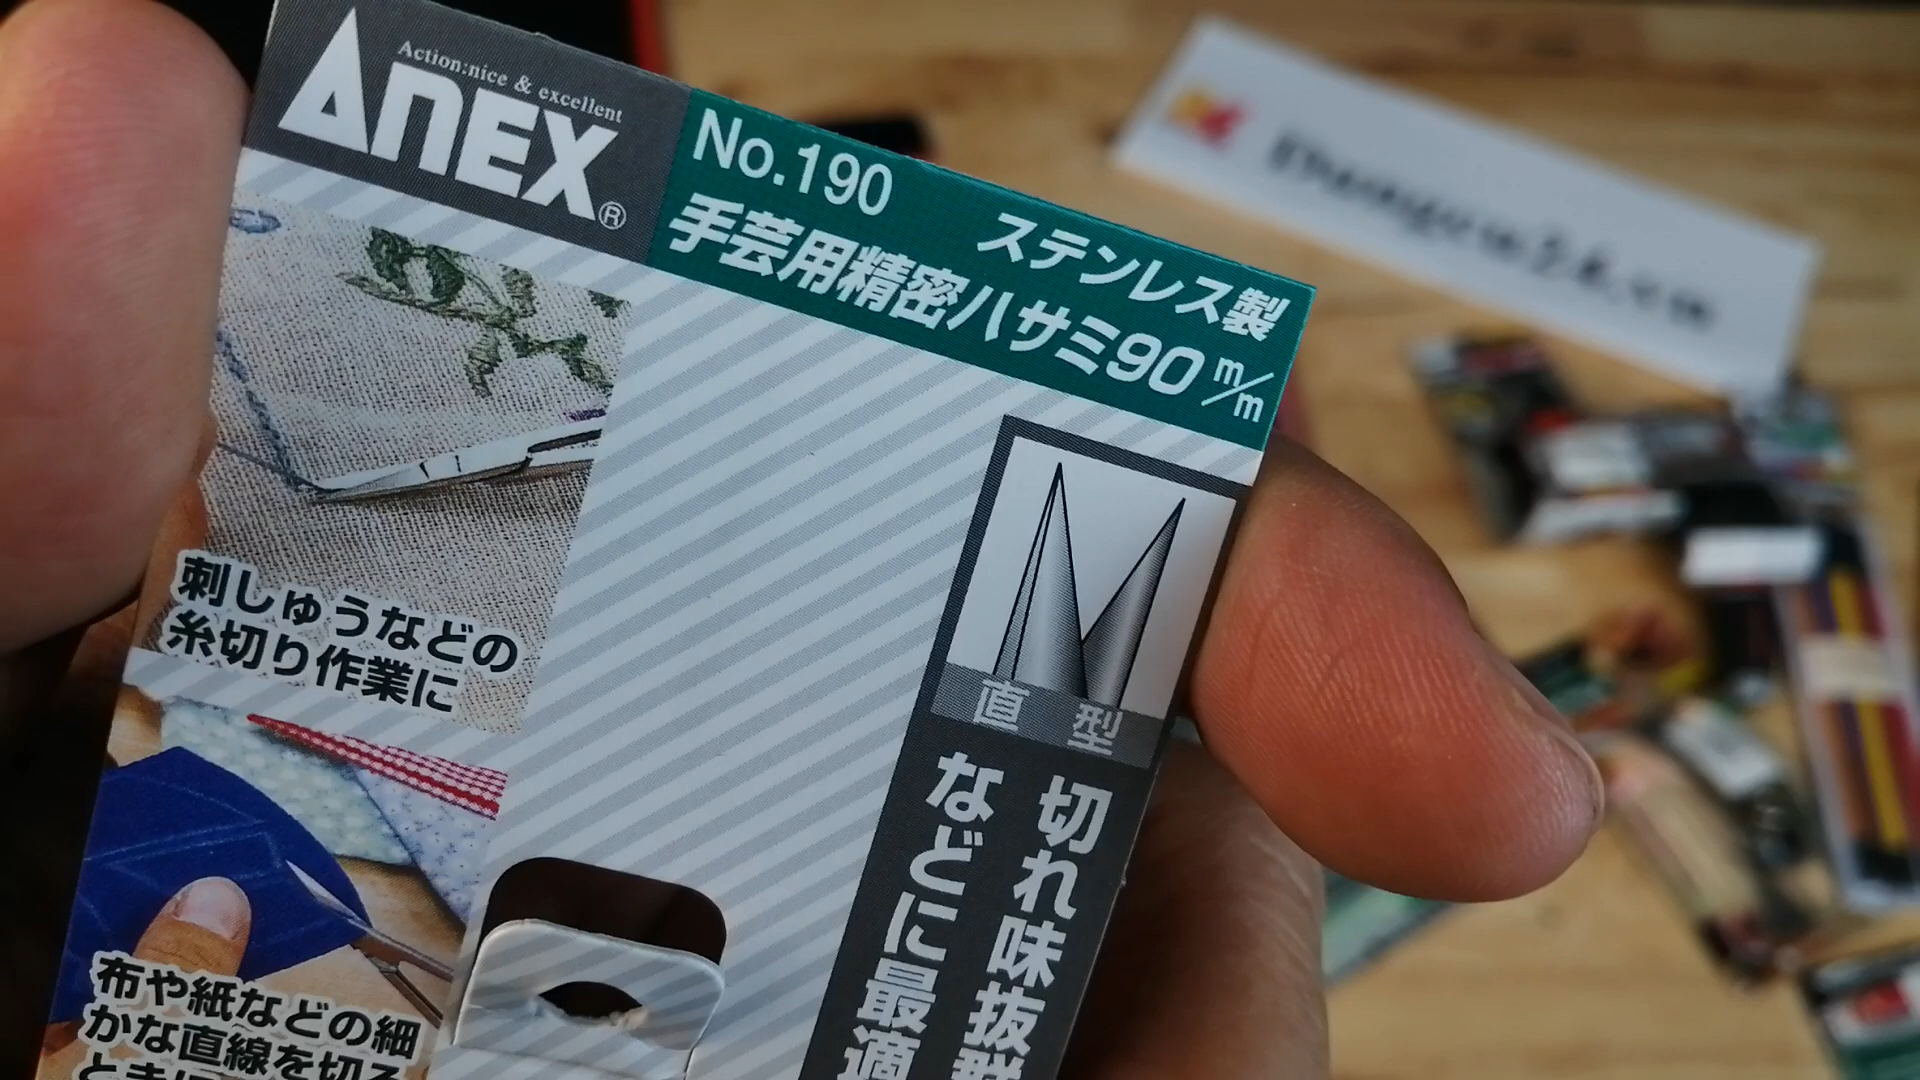 Action:nice & excellent
ANEX®
No.190
ステンレス製
手芸用精密ハサミ90m/m
刺しゅうなどの
糸切り作業に
直型
切れ味抜群
などに最適
布や紙などの細
かな直線を切る